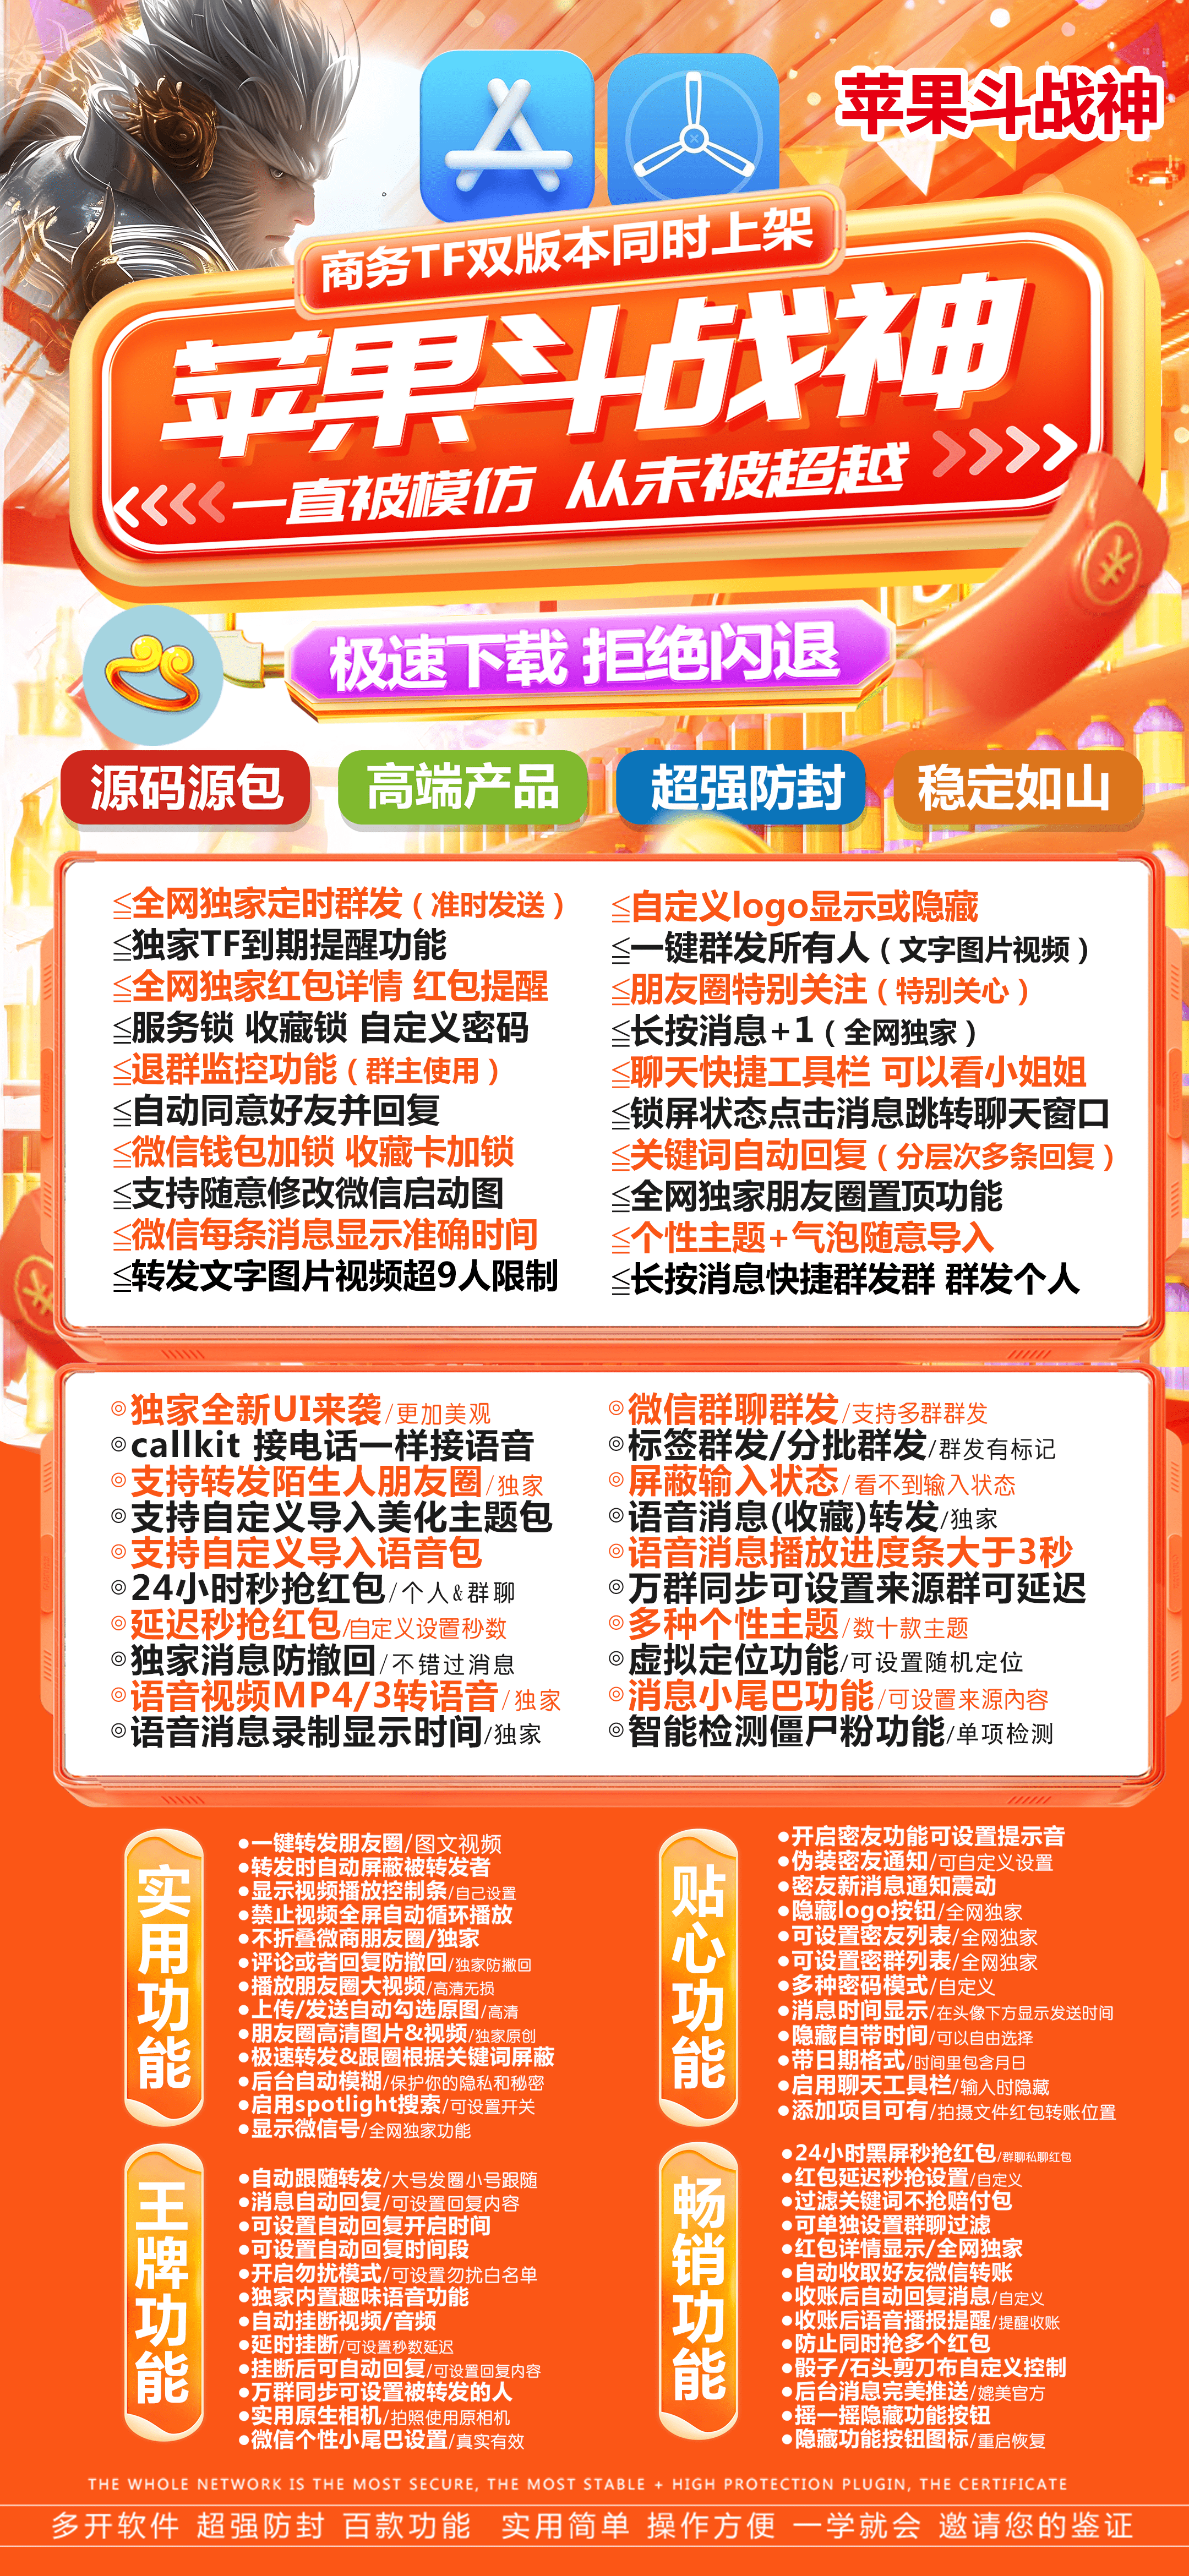 苹果斗战神
商务TF双版本同时上架
苹果斗战神
一直被模仿 从未被超越
极速下载 拒绝闪退
源码源包 高端产品 超强防封 稳定如山
≦全网独家定时群发（准时发送）
≦独家TF到期提醒功能
≦全网独家红包详情 红包提醒
≦服务锁 收藏锁 自定义密码
≦退群监控功能（群主使用）
≦自动同意好友并回复
≦微信钱包加锁 收藏卡加锁
≦支持随意修改微信启动图
≦微信每条消息显示准确时间
≦转发文字图片视频超9人限制
≦自定义logo显示或隐藏
≦一键群发所有人（文字图片视频）
≦朋友圈特别关注（特别关心）
≦长按消息+1（全网独家）
≦聊天快捷工具栏 可以看小姐姐
≦锁屏状态点击消息跳转聊天窗口
≦关键词自动回复（分层次多条回复）
≦全网独家朋友圈置顶功能
≦个性主题+气泡随意导入
≦长按消息快捷群发群 群发个人
◎独家全新UI来袭/更加美观
◎callkit 接电话一样接语音
◎支持转发陌生人朋友圈/独家
◎支持自定义导入美化主题包
◎支持自定义导入语音包
◎24小时秒抢红包/个人&群聊
◎延迟秒抢红包/自定义设置秒数
◎独家消息防撤回/不错过消息
◎语音视频MP4/3转语音/独家
◎语音消息录制显示时间/独家
◎微信群聊群发/支持多群群发
◎标签群发/分批群发/群发有标记
◎屏蔽输入状态/看不到输入状态
◎语音消息(收藏)转发/独家
◎语音消息播放进度条大于3秒
◎万群同步可设置来源群可延迟
◎多种个性主题/数十款主题
◎虚拟定位功能/可设置随机定位
◎消息小尾巴功能/可设置来源内容
◎智能检测僵尸粉功能/单项检测
实用功能
●一键转发朋友圈/图文视频
●转发时自动屏蔽被转发者
●显示视频播放控制条/自己设置
●禁止视频全屏自动循环播放
●不折叠微商朋友圈/独家
●评论或者回复防撤回/独家防撤回
●播放朋友圈大视频/高清无损
●上传/发送自动勾选原图/高清
●朋友圈高清图片&视频/独家原创
●极速转发&跟圈根据关键词屏蔽
●后台自动模糊/保护你的隐私和秘密
●启用spotlight搜索/可设置开关
●显示微信号/全网独家功能
贴心功能
●开启密友功能可设置提示音
●伪装密友通知/可自定义设置
●密友新消息通知震动
●隐藏logo按钮/全网独家
●可设置密友列表/全网独家
●可设置密群列表/全网独家
●多种密码模式/自定义
●消息时间显示/在头像下方显示发送时间
●隐藏自带时间/可以自由选择
●带日期格式/时间里包含月日
●启用聊天工具栏/输入时隐藏
●添加项目可有/拍摄文件红包转账位置
王牌功能
●自动跟随转发/大号发圈小号跟随
●消息自动回复/可设置回复内容
●可设置自动回复开启时间
●可设置自动回复时间段
●开启勿扰模式/可设置勿扰白名单
●独家内置趣味语音功能
●自动挂断视频/音频
●延时挂断/可设置秒数延迟
●挂断后可自动回复/可设置回复内容
●万群同步可设置被转发的人
●实用原生相机/拍照使用原相机
●微信个性小尾巴设置/真实有效
畅销功能
●24小时黑屏秒抢红包/群聊私聊红包
●红包延迟秒抢设置/自定义
●过滤关键词不抢赔付包
●可单独设置群聊过滤
●红包详情显示/全网独家
●自动收取好友微信转账
●收账后自动回复消息/自定义
●收账后语音播报提醒/提醒收账
●防止同时抢多个红包
●骰子/石头剪刀布自定义控制
●后台消息完美推送/媲美官方
●摇一摇隐藏功能按钮
●隐藏功能按钮图标/重启恢复
THE WHOLE NETWORK IS THE MOST SECURE, THE MOST STABLE + HIGH PROTECTION PLUGIN, THE CERTIFICATE
多开软件 超强防封 百款功能 实用简单 操作方便 一学就会 邀请您的鉴证